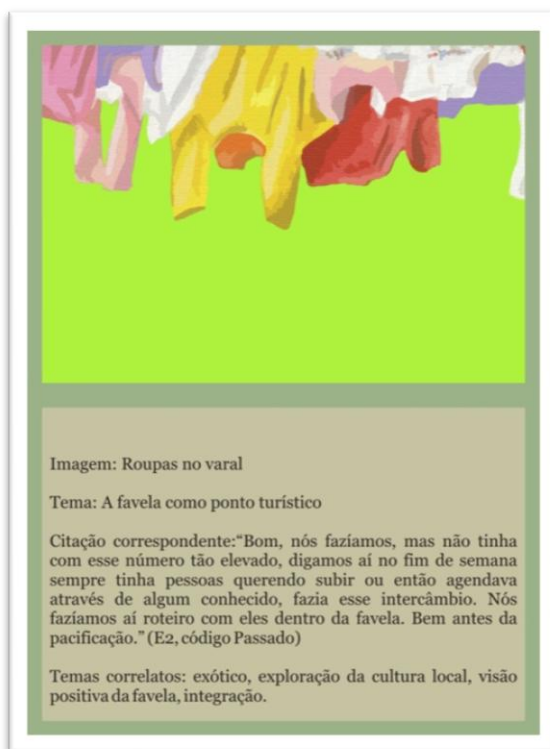 Imagem: Roupas no varal
Tema: A favela como ponto turístico
Citação correspondente:“Bom, nós fazíamos, mas não tinha
com esse número tão elevado, digamos aí no fim de semana
sempre tinha pessoas querendo subir ou então agendava
através de algum conhecido, fazia esse intercâmbio. Nós
fazíamos aí roteiro com eles dentro da favela. Bem antes da
pacificação.” (E2, código Passado)
Temas correlatos: exótico, exploração da cultura local, visão
positiva da favela, integração.